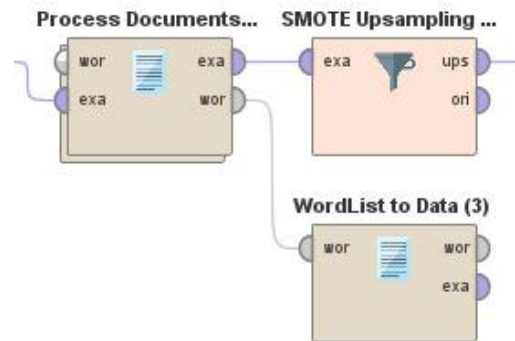 Process Documents... SMOTE Upsampling ...
wor exa exa ups
exa wor ori
WordList to Data (3)
wor wor
exa